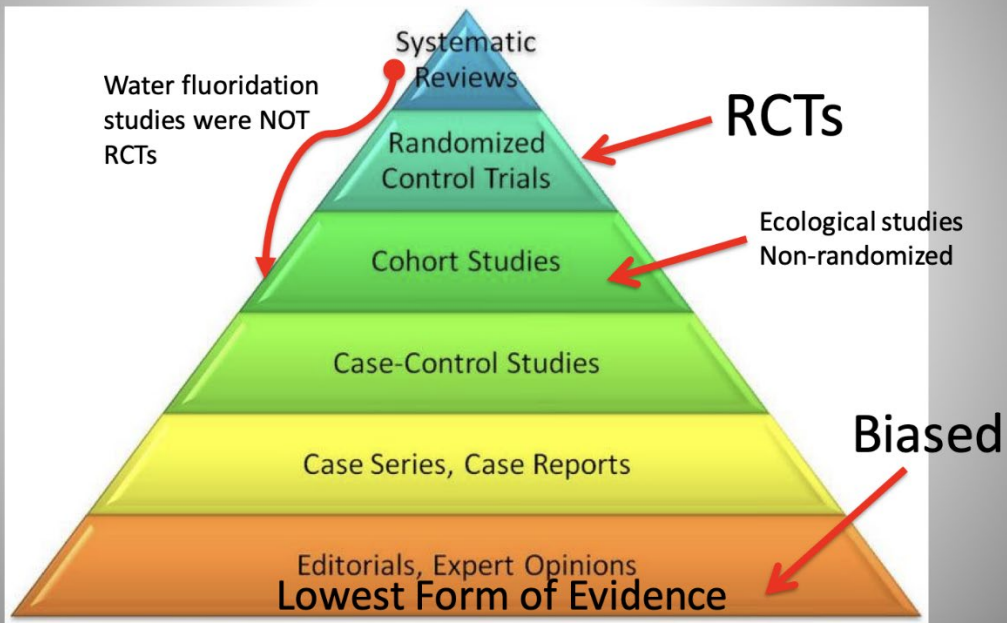 Systematic
Reviews
Water fluoridation
studies were NOT
RCTs
RCTs
Randomized
Control Trials
Ecological studies
Non-randomized
Cohort Studies
Case-Control Studies
Biased
Case Series, Case Reports
Editorials, Expert Opinions
Lowest Form of Evidence